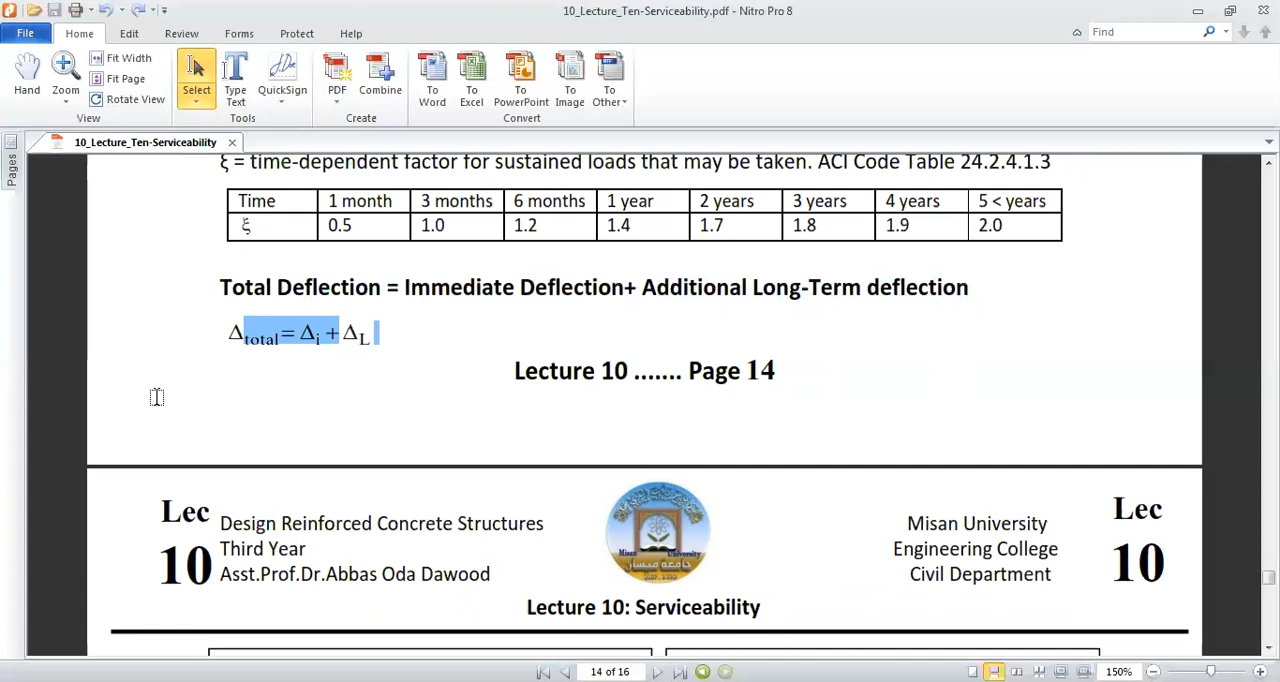 10_Lecture_Ten-Serviceability.pdf - Nitro Pro 8
File Home Edit Review Forms Protect Help Find
Hand Zoom Fit Width Fit Page Rotate View Select Type Text QuickSign PDF Combine To Word To Excel To PowerPoint To Image To Other
View Tools Create Convert
10_Lecture_Ten-Serviceability
Pages
ξ = time-dependent factor for sustained loads that may be taken. ACI Code Table 24.2.4.1.3
Time 1 month 3 months 6 months 1 year 2 years 3 years 4 years 5 < years
ξ 0.5 1.0 1.2 1.4 1.7 1.8 1.9 2.0
Total Deflection = Immediate Deflection+ Additional Long-Term deflection
Δtotal= Δi + ΔL
Lecture 10 ....... Page 14
Lec 10
Design Reinforced Concrete Structures
Third Year
Asst.Prof.Dr.Abbas Oda Dawood
Misan University
جامعة ميسان
Misan University
Engineering College
Civil Department
Lec 10
Lecture 10: Serviceability
14 of 16
150%